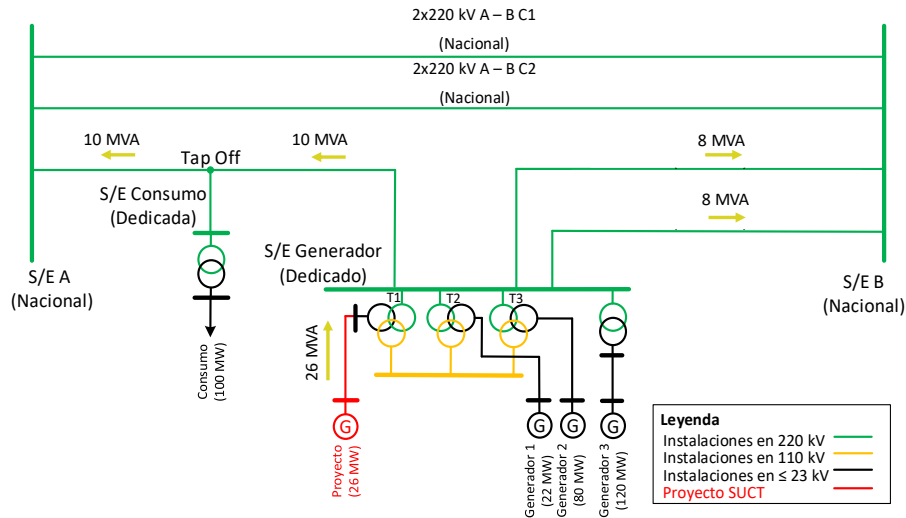 2x220 kV A – B C1
(Nacional)
2x220 kV A – B C2
(Nacional)
10 MVA
10 MVA
8 MVA
Tap Off
S/E Consumo
(Dedicada)
8 MVA
S/E Generador
(Dedicado)
S/E A
(Nacional)
S/E B
(Nacional)
T1
T2
T3
26 MVA
Consumo
(100 MW)
G
G
G
G
Proyecto
(26 MW)
Generador 1
(22 MW)
Generador 2
(80 MW)
Generador 3
(120 MW)
Leyenda
Instalaciones en 220 kV
Instalaciones en 110 kV
Instalaciones en ≤ 23 kV
Proyecto SUCT